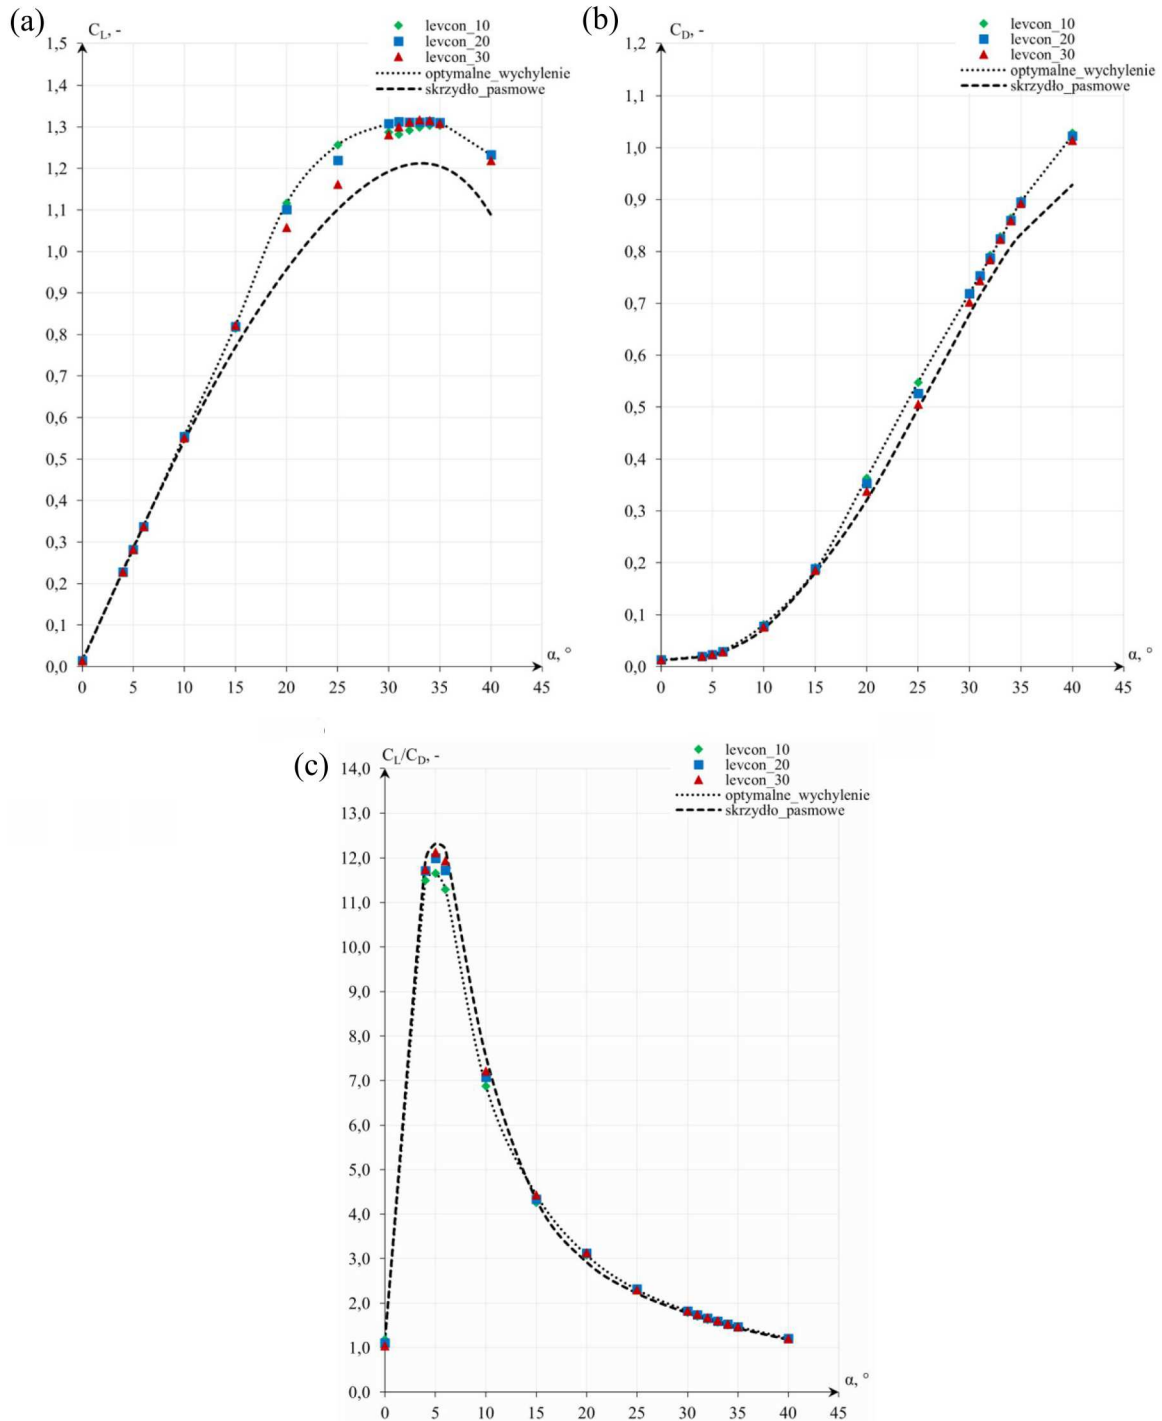 (a)
C_L, -
levcon_10
levcon_20
levcon_30
optymalne_wychylenie
skrzydło_pasmowe
1,5
1,4
1,3
1,2
1,1
1,0
0,9
0,8
0,7
0,6
0,5
0,4
0,3
0,2
0,1
0,0
α, °
0 5 10 15 20 25 30 35 40 45
(b)
C_D, -
levcon_10
levcon_20
levcon_30
optymalne_wychylenie
skrzydło_pasmowe
1,2
1,1
1,0
0,9
0,8
0,7
0,6
0,5
0,4
0,3
0,2
0,1
0,0
α, °
0 5 10 15 20 25 30 35 40 45
(c)
C_L/C_D, -
levcon_10
levcon_20
levcon_30
optymalne_wychylenie
skrzydło_pasmowe
14,0
13,0
12,0
11,0
10,0
9,0
8,0
7,0
6,0
5,0
4,0
3,0
2,0
1,0
0,0
α, °
0 5 10 15 20 25 30 35 40 45